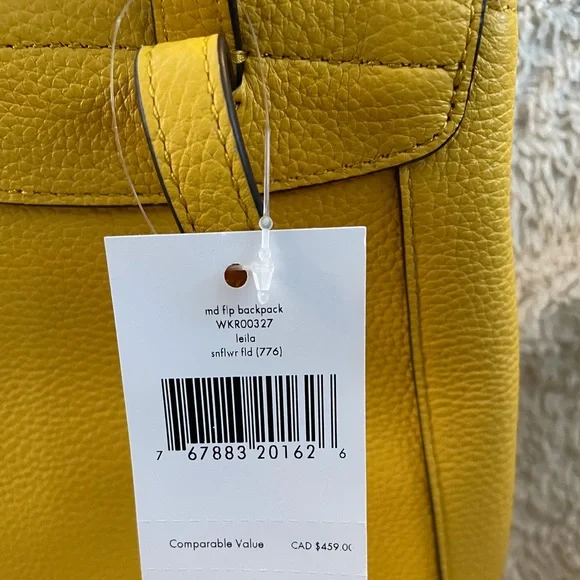 md flp backpack
WKR00327
leila
snflwr fld (776)
7 67883 20162 6
Comparable Value CAD $459.00